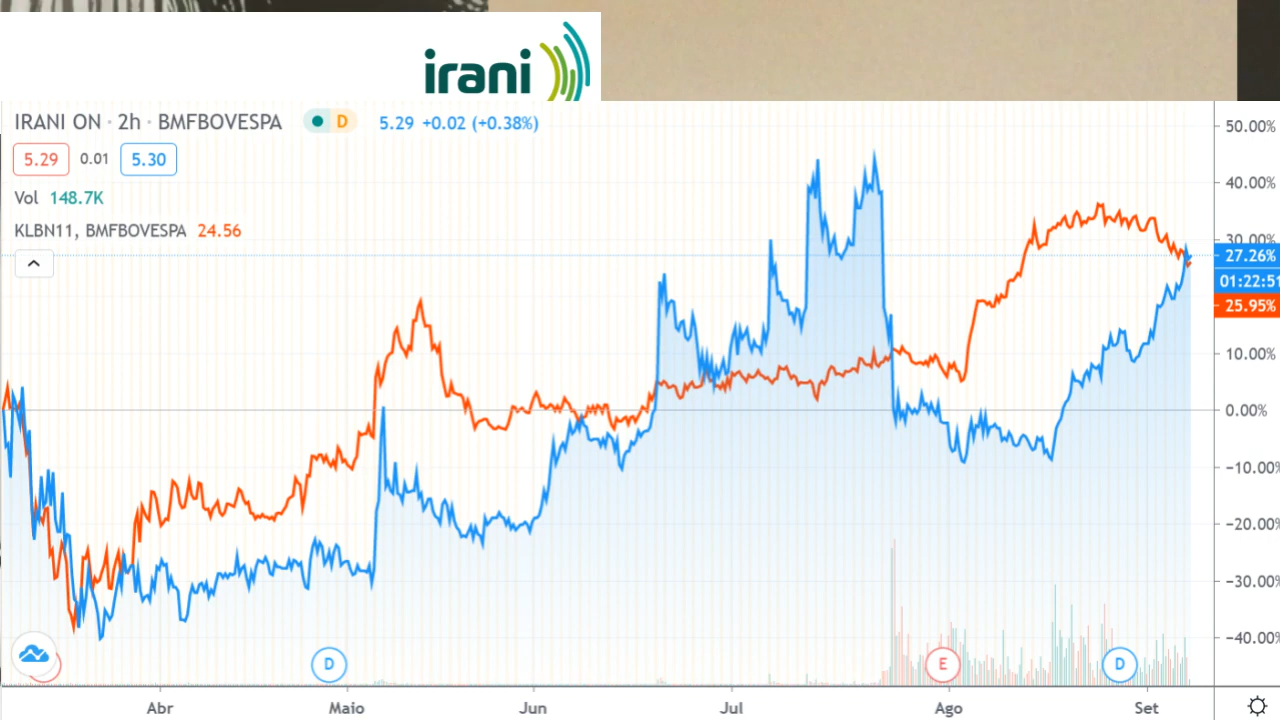 irani
IRANI ON · 2h · BMFBOVESPA D 5.29 +0.02 (+0.38%)
5.29 0.01 5.30
Vol 148.7K
KLBN11, BMFBOVESPA 24.56
50.00%
40.00%
30.00%
27.26%
01:22:51
25.95%
10.00%
0.00%
−10.00%
−20.00%
−30.00%
−40.00%
D E D
Abr Maio Jun Jul Ago Set